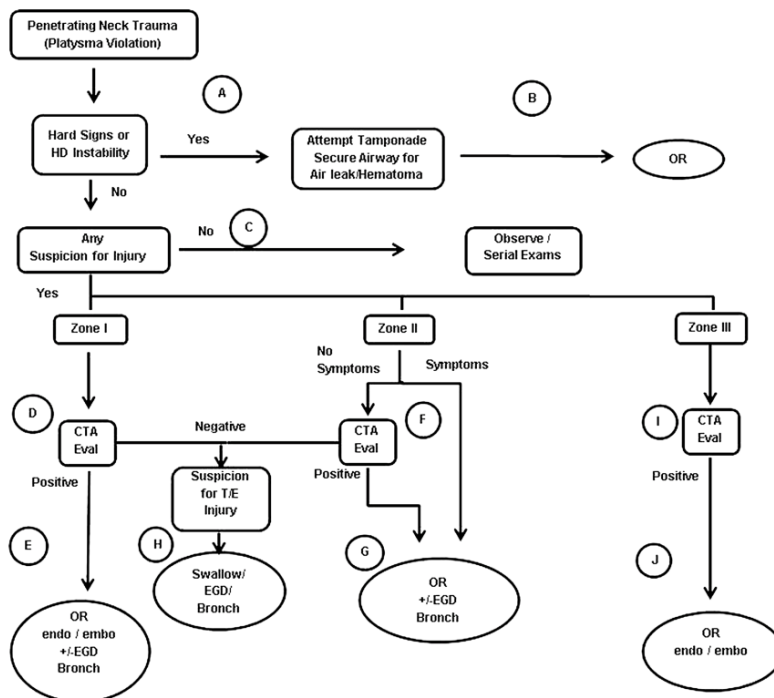 Penetrating Neck Trauma
(Platysma Violation)
A
B
Hard Signs or
HD Instability
Yes
Attempt Tamponade
Secure Airway for
Air leak/Hematoma
OR
No
Any
Suspicion for Injury
No
C
Observe /
Serial Exams
Yes
Zone I
Zone II
Zone III
No
Symptoms
Symptoms
D
CTA
Eval
Negative
CTA
Eval
F
I
CTA
Eval
Positive
Suspicion
for T/E
Injury
Positive
Positive
E
H
G
J
Swallow/
EGD/
Bronch
OR
+/-EGD
Bronch
OR
endo / embo
+/-EGD
Bronch
OR
endo / embo